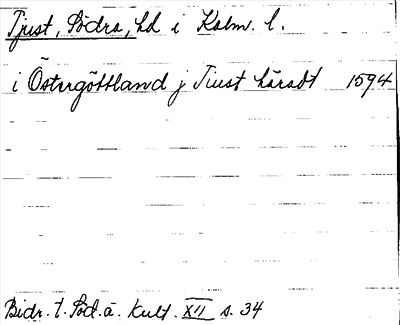 Tjust, Södra, hd i Kalm. l.
i Östergöttland j Tiust häradt 1594
Bidr. t. Söd. ä. Kult. XII s. 34